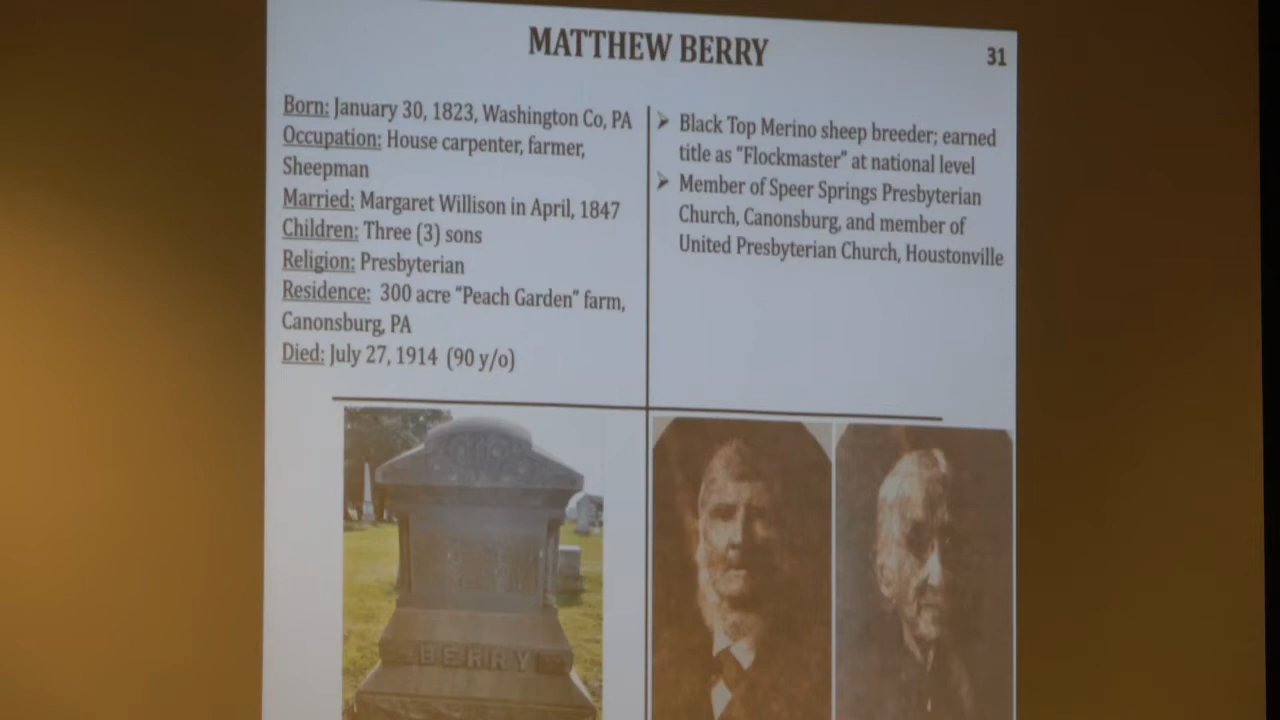 MATTHEW BERRY
31
Born: January 30, 1823, Washington Co, PA
Occupation: House carpenter, farmer,
Sheepman
Married: Margaret Willison in April, 1847
Children: Three (3) sons
Religion: Presbyterian
Residence: 300 acre “Peach Garden” farm,
Canonsburg, PA
Died: July 27, 1914 (90 y/o)
➢ Black Top Merino sheep breeder; earned
title as “Flockmaster” at national level
➢ Member of Speer Springs Presbyterian
Church, Canonsburg, and member of
United Presbyterian Church, Houstonville
BERRY